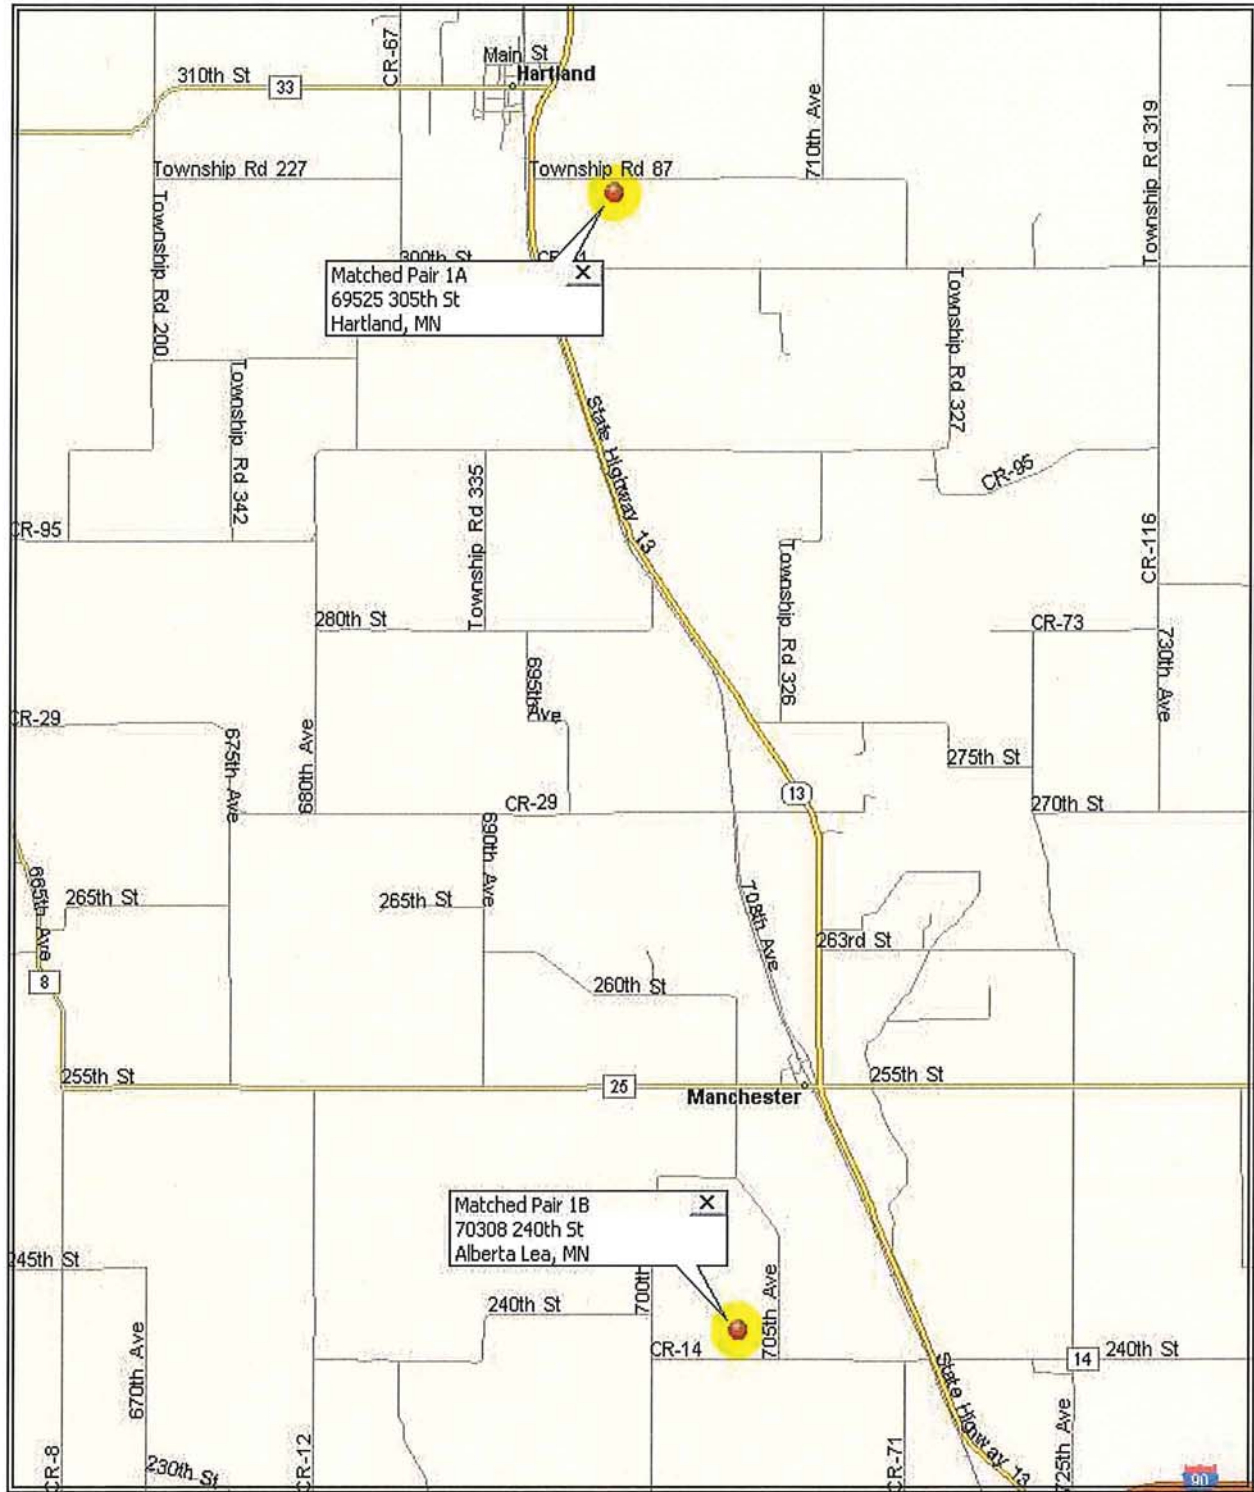 CR-67
Main St
Hartland
310th St
33
710th Ave
Township Rd 319
Township Rd 227
Township Rd 87
Township Rd 200
300th St
Matched Pair 1A
69525 305th St
Hartland, MN
Township Rd 327
Township Rd 342
State Highway 13
Township Rd 335
CR-95
CR-95
CR-116
Township Rd 326
280th St
CR-73
695th Ave
730th Ave
CR-29
675th Ave
680th Ave
275th St
13
CR-29
270th St
690th Ave
665th Ave
265th St
265th St
708th Ave
263rd St
8
260th St
255th St
25
255th St
Manchester
Matched Pair 1B
70308 240th St
Alberta Lea, MN
245th St
700th
705th Ave
240th St
CR-14
14
240th St
670th Ave
State Highway 13
725th Ave
CR-8
230th St
CR-12
CR-71
90